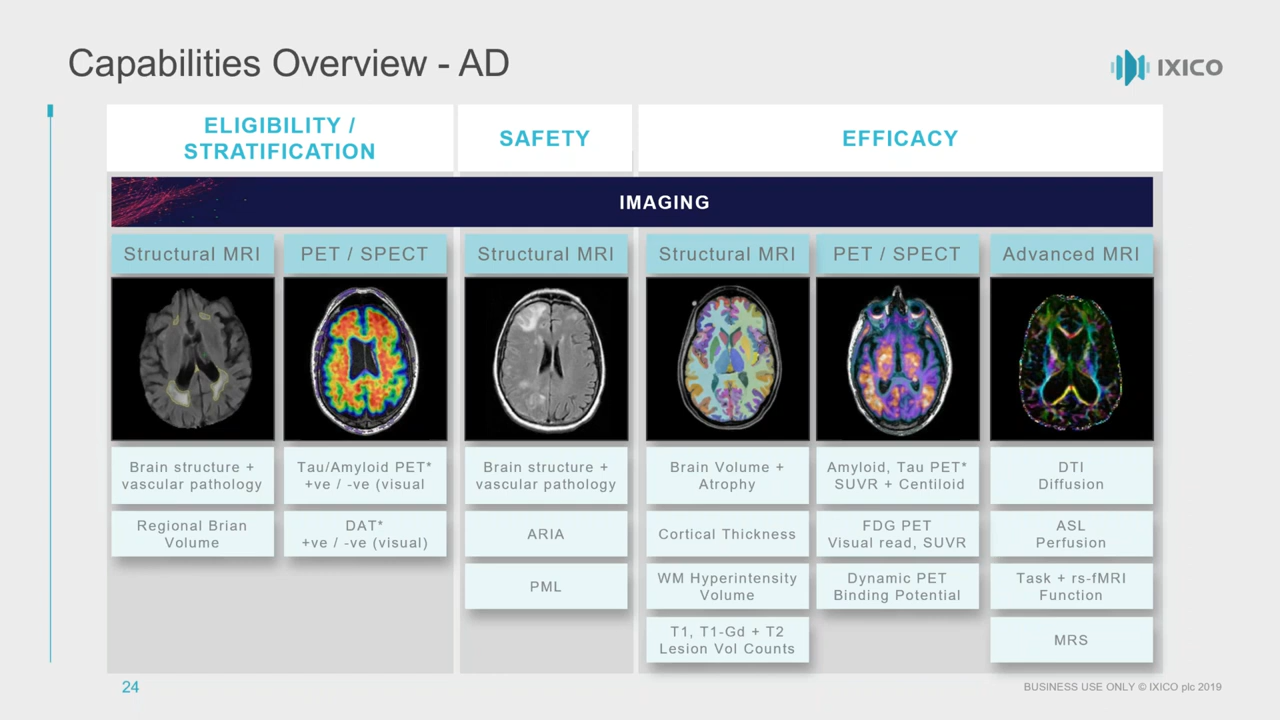 Capabilities Overview - AD
IXICO
ELIGIBILITY /
STRATIFICATION
SAFETY
EFFICACY
IMAGING
Structural MRI
PET / SPECT
Structural MRI
Structural MRI
PET / SPECT
Advanced MRI
Brain structure +
vascular pathology
Tau/Amyloid PET*
+ve / -ve (visual
Brain structure +
vascular pathology
Brain Volume +
Atrophy
Amyloid, Tau PET*
SUVR + Centiloid
DTI
Diffusion
Regional Brian
Volume
DAT*
+ve / -ve (visual)
ARIA
Cortical Thickness
FDG PET
Visual read, SUVR
ASL
Perfusion
PML
WM Hyperintensity
Volume
Dynamic PET
Binding Potential
Task + rs-fMRI
Function
T1, T1-Gd + T2
Lesion Vol Counts
MRS
24
BUSINESS USE ONLY © IXICO plc 2019